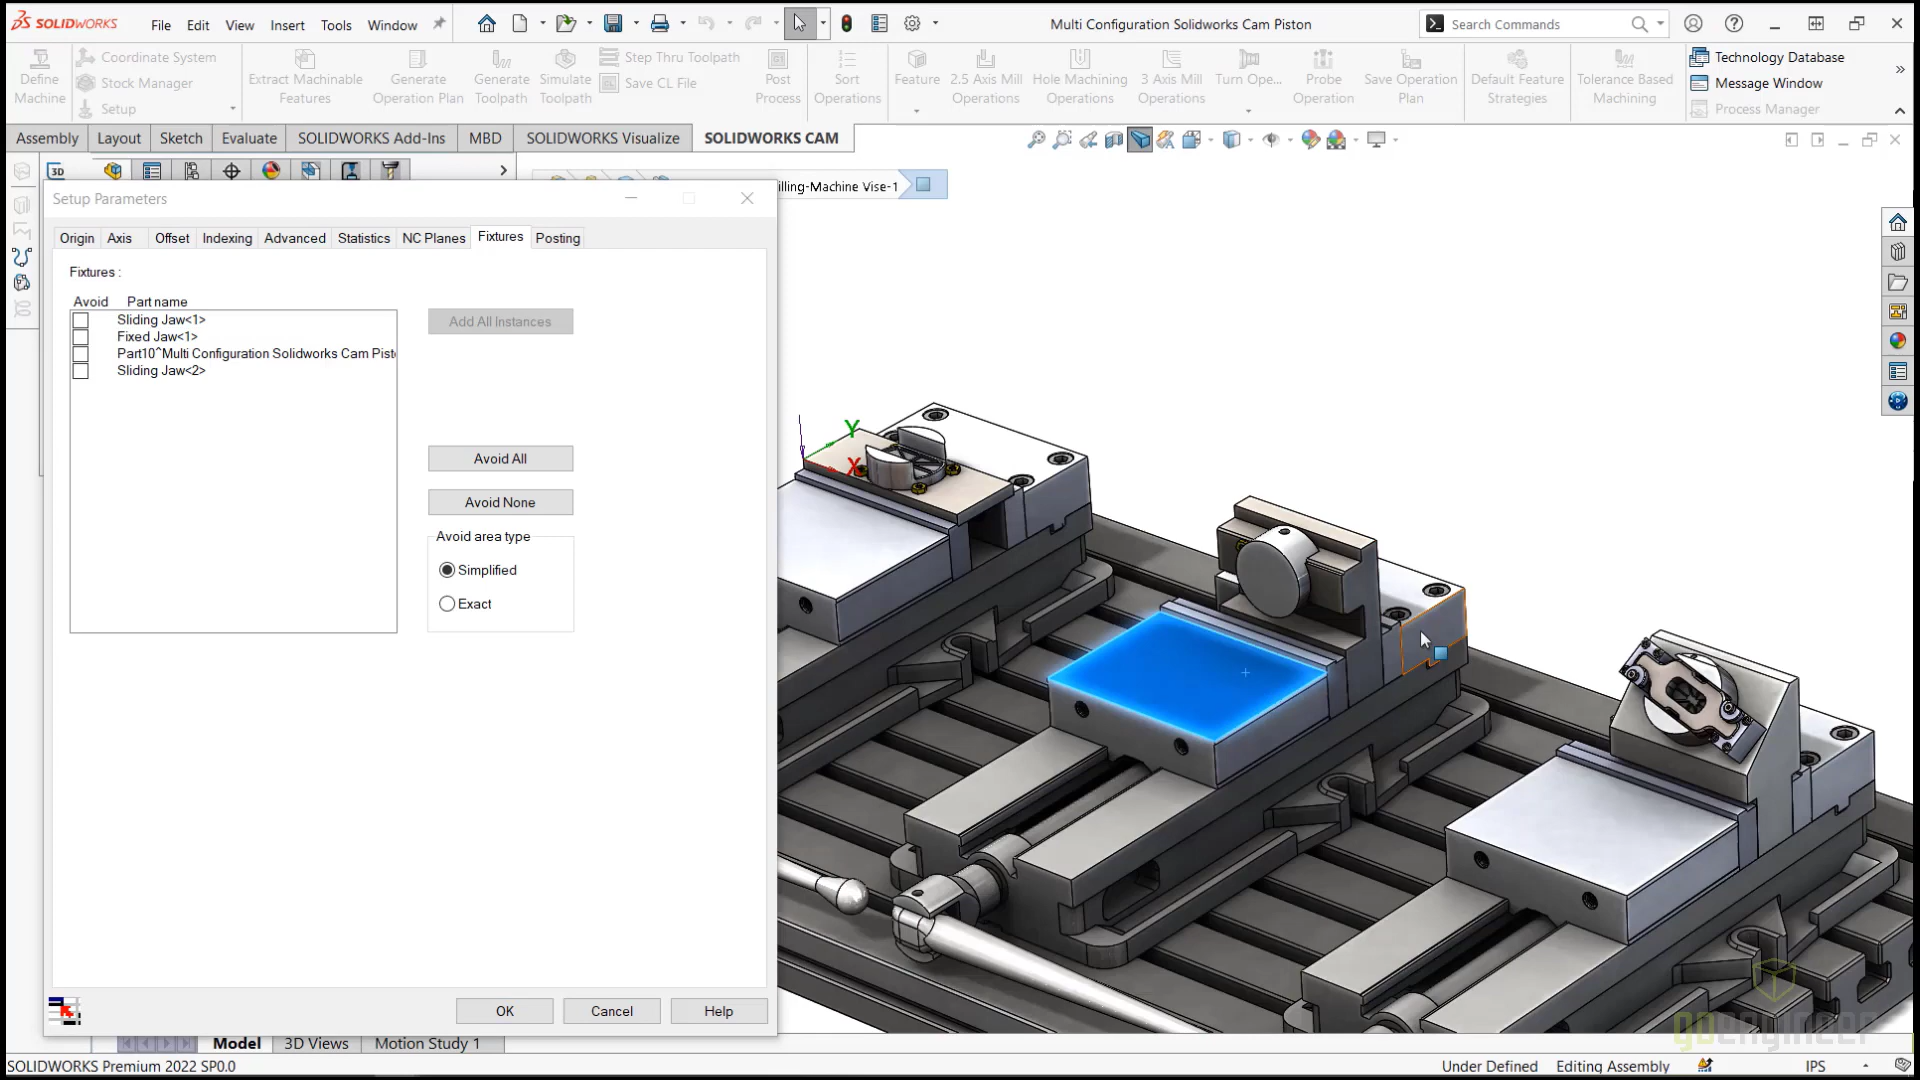 SOLIDWORKS
File
Edit
View
Insert
Tools
Window
Multi Configuration Solidworks Cam Piston
Search Commands
Define
Machine
Coordinate System
Stock Manager
Setup
Extract Machinable
Features
Generate
Operation Plan
Generate
Toolpath
Simulate
Toolpath
Step Thru Toolpath
Save CL File
Post
Process
Sort
Operations
Feature
2.5 Axis Mill
Operations
Hole Machining
Operations
3 Axis Mill
Operations
Turn Ope...
Probe
Operation
Save Operation
Plan
Default Feature
Strategies
Tolerance Based
Machining
Technology Database
Message Window
Process Manager
Assembly
Layout
Sketch
Evaluate
SOLIDWORKS Add-Ins
MBD
SOLIDWORKS Visualize
SOLIDWORKS CAM
3D
illing-Machine Vise-1
Setup Parameters
Origin
Axis
Offset
Indexing
Advanced
Statistics
NC Planes
Fixtures
Posting
Fixtures :
Avoid
Part name
Sliding Jaw<1>
Fixed Jaw<1>
Part10^Multi Configuration Solidworks Cam Pist
Sliding Jaw<2>
Add All Instances
Avoid All
Avoid None
Avoid area type
Simplified
Exact
Y
X
OK
Cancel
Help
goengineer
Model
3D Views
Motion Study 1
SOLIDWORKS Premium 2022 SP0.0
Under Defined
Editing Assembly
IPS